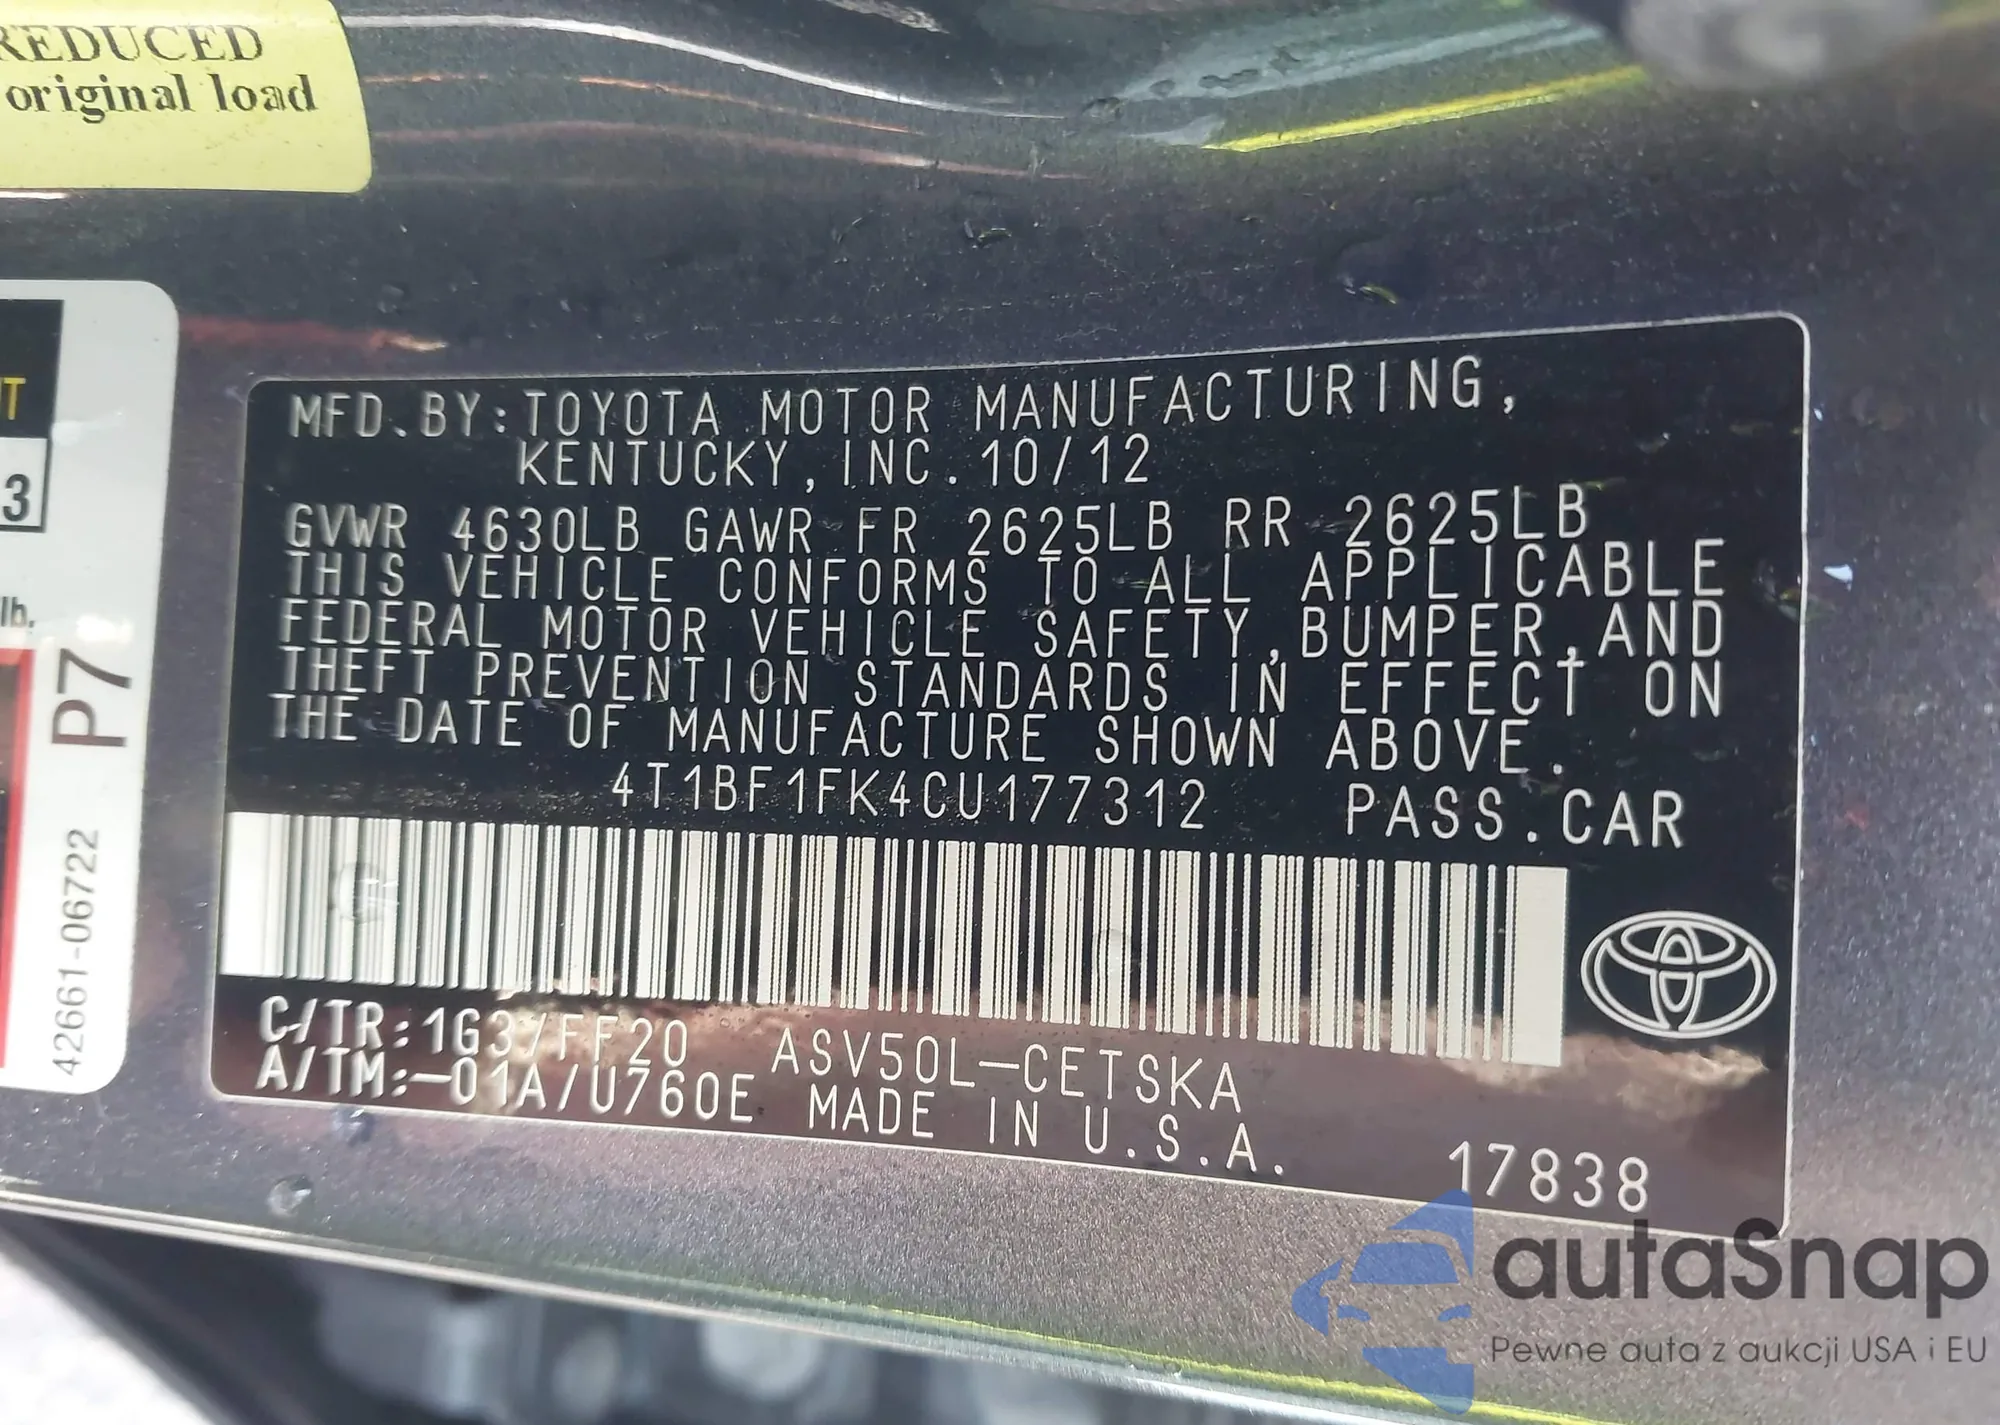 REDUCED
original load
3
lb.
P7
42661-06722
MFD.BY:TOYOTA MOTOR MANUFACTURING,
KENTUCKY,INC.10/12
GVWR 4630LB GAWR FR 2625LB RR 2625LB
THIS VEHICLE CONFORMS TO ALL APPLICABLE
FEDERAL MOTOR VEHICLE SAFETY,BUMPER,AND
THEFT PREVENTION STANDARDS IN EFFECT ON
THE DATE OF MANUFACTURE SHOWN ABOVE.
4T1BF1FK4CU177312 PASS.CAR
C/TR:1G3/FF20 ASV50L-CETSKA
A/TM:-01A/U760E MADE IN U.S.A.
17838
autaSnap
Pewne auta z aukcji USA i EU